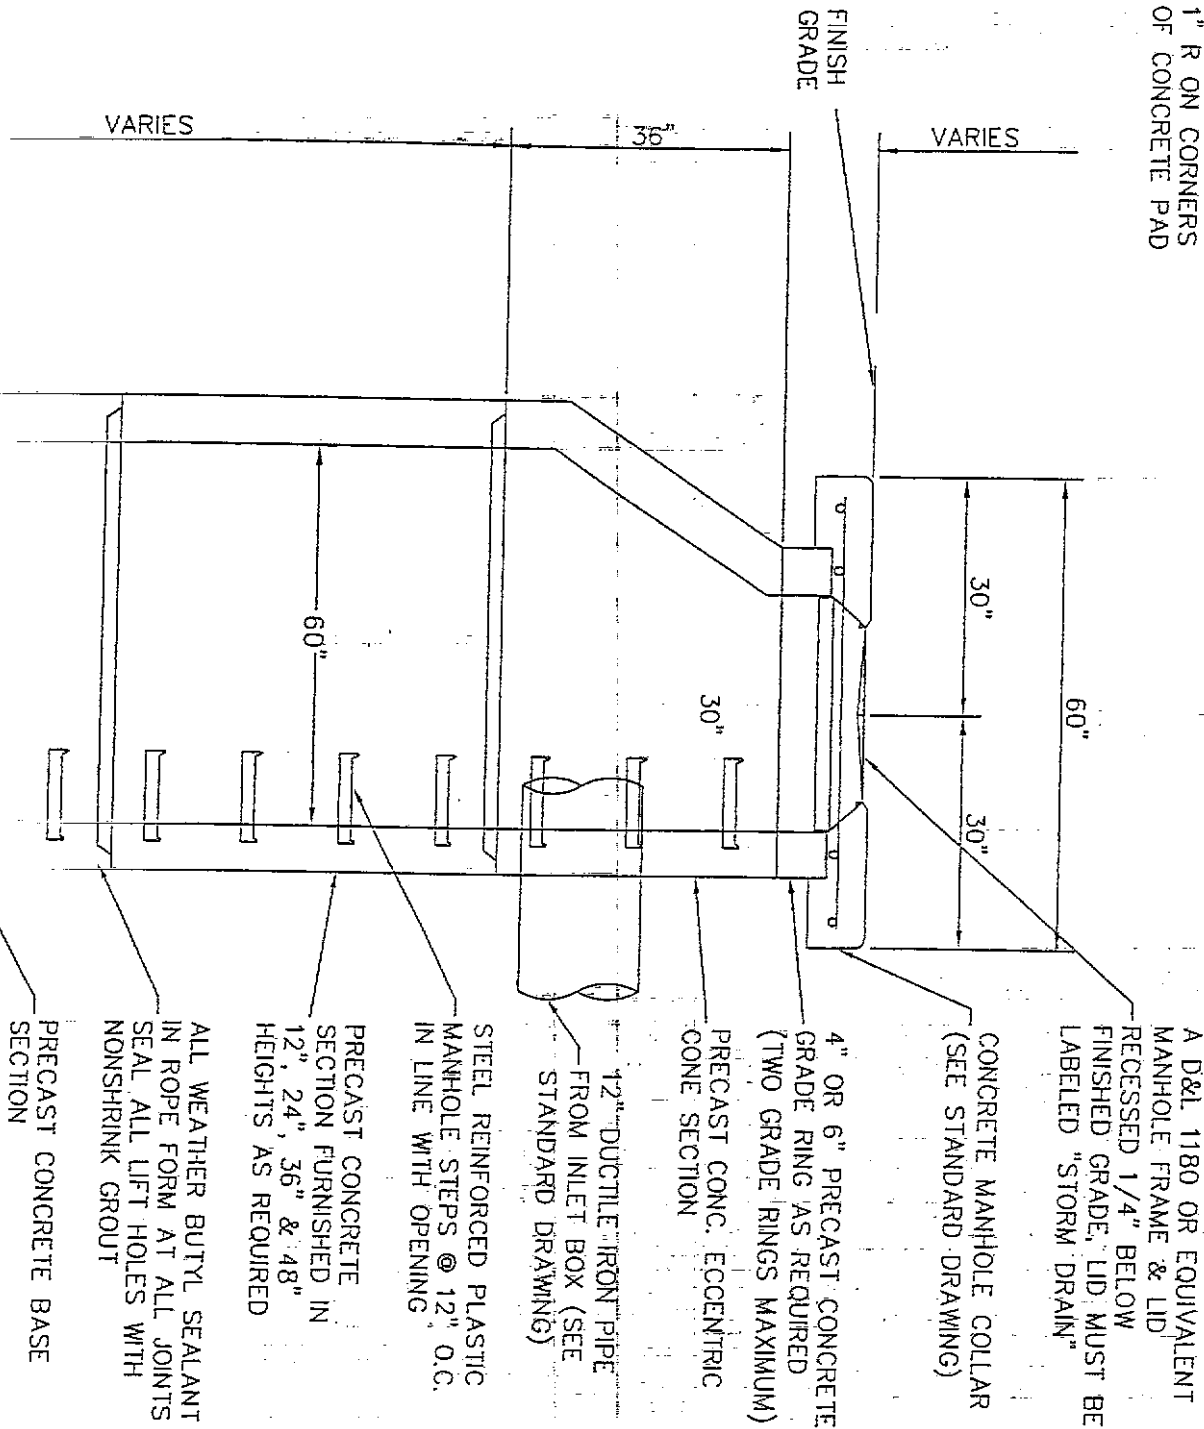 1" R ON CORNERS
OF CONCRETE PAD
FINISH
GRADE
VARIES
36"
VARIES
60"
30"
30"
30"
60"
A D&L 1180 OR EQUIVALENT
MANHOLE FRAME & LID
RECESSED 1/4" BELOW
FINISHED GRADE, LID MUST BE
LABELED "STORM DRAIN"
CONCRETE MANHOLE COLLAR
(SEE STANDARD DRAWING)
4" OR 6" PRECAST CONCRETE
GRADE RING AS REQUIRED
(TWO GRADE RINGS MAXIMUM)
PRECAST CONC. ECCENTRIC
CONE SECTION
12" DUCTILE IRON PIPE
FROM INLET BOX (SEE
STANDARD DRAWING)
STEEL REINFORCED PLASTIC
MANHOLE STEPS @ 12" O.C.
IN LINE WITH OPENING
PRECAST CONCRETE
SECTION FURNISHED IN
12", 24", 36" & 48"
HEIGHTS AS REQUIRED
ALL WEATHER BUTYL SEALANT
IN ROPE FORM AT ALL JOINTS
SEAL ALL LIFT HOLES WITH
NONSHRINK GROUT
PRECAST CONCRETE BASE
SECTION